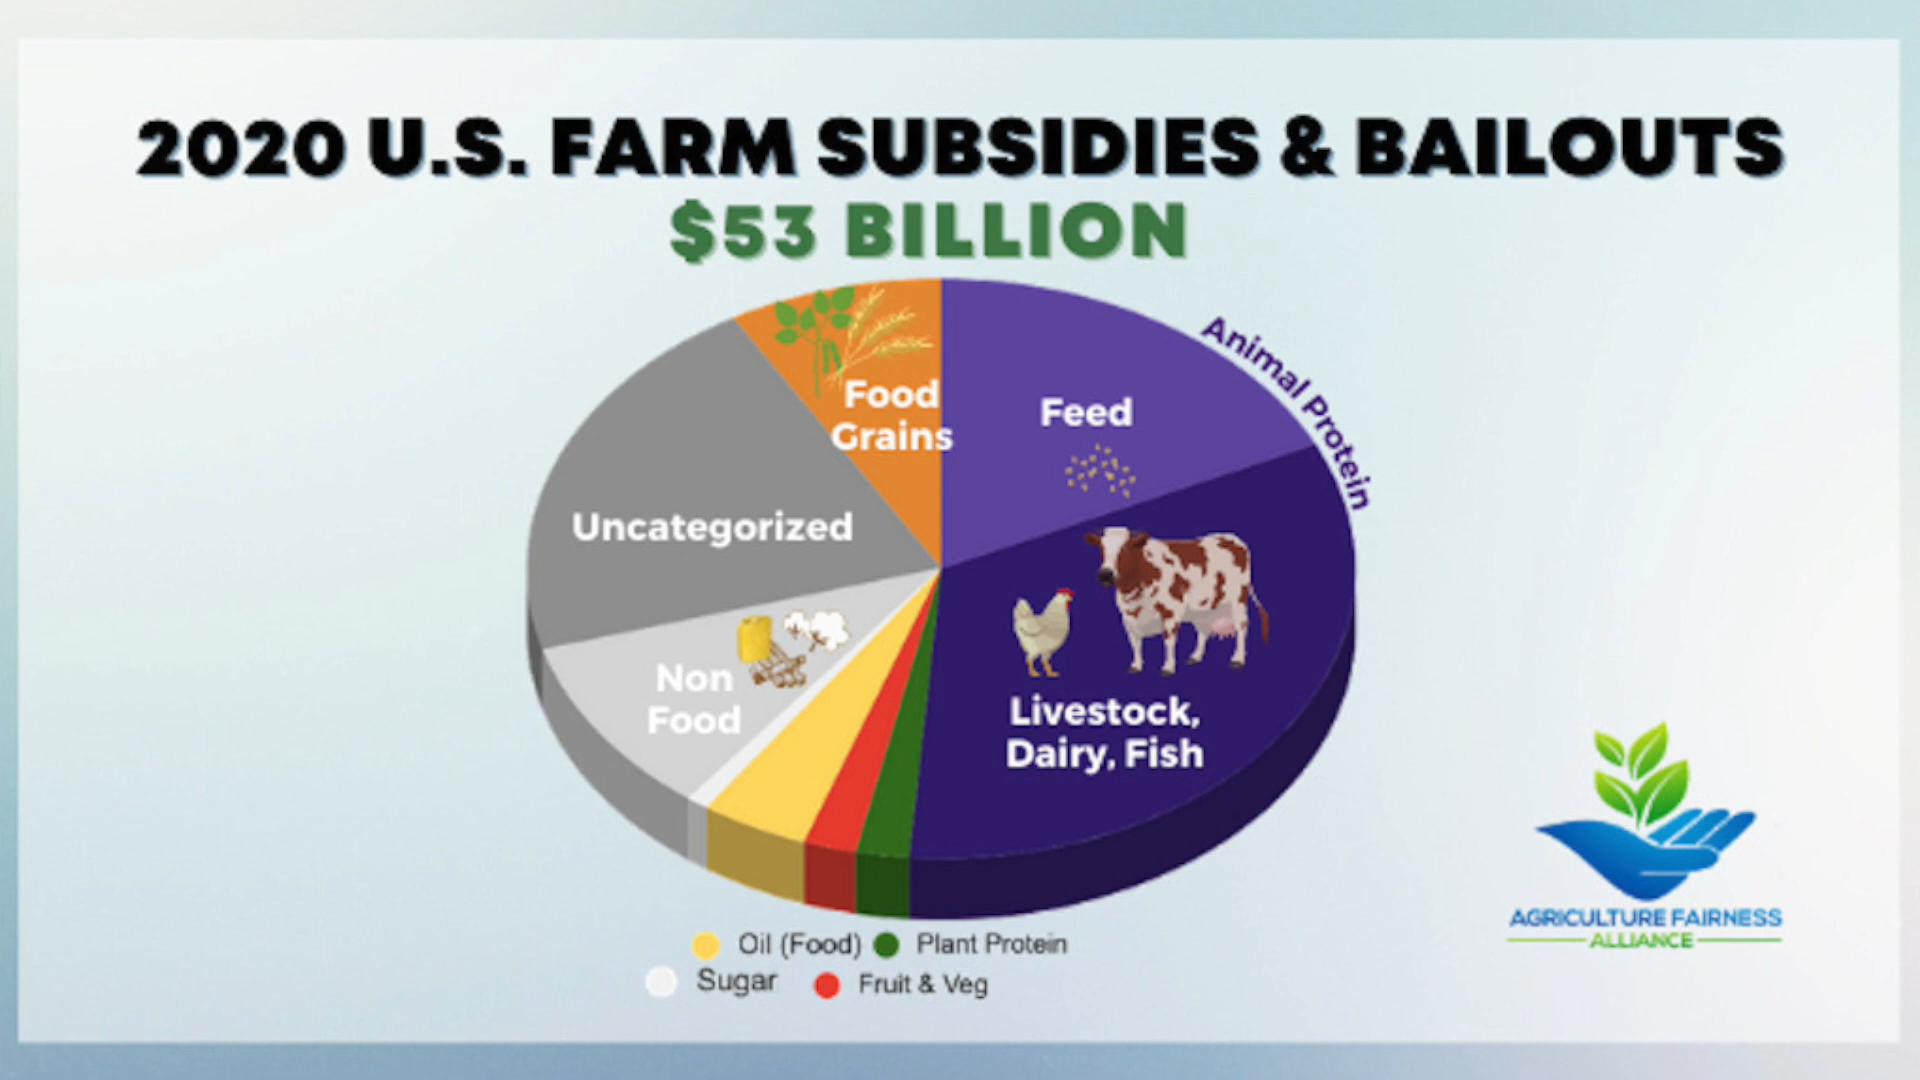 2020 U.S. FARM SUBSIDIES & BAILOUTS
$53 BILLION
Animal Protein
Food
Grains
Feed
Uncategorized
Non
Food
Livestock,
Dairy, Fish
Oil (Food)
Plant Protein
Sugar
Fruit & Veg
AGRICULTURE FAIRNESS
ALLIANCE